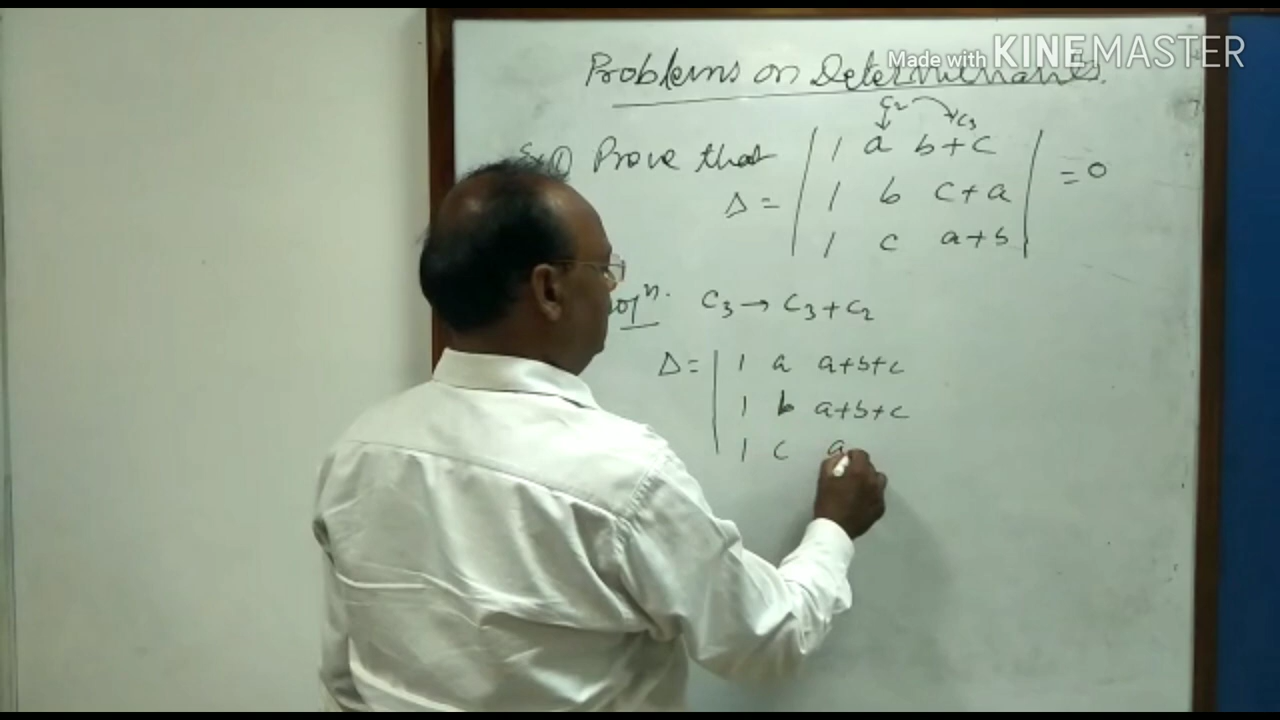 Made with KINEMASTER
Problems on Determinants.
C2 C3
Ex① Prove that
Δ = | 1 a b+c |
| 1 b c+a | = 0
| 1 c a+b |
C3 → C3 + C2
Δ = | 1 a a+b+c
1 b a+b+c
1 c a